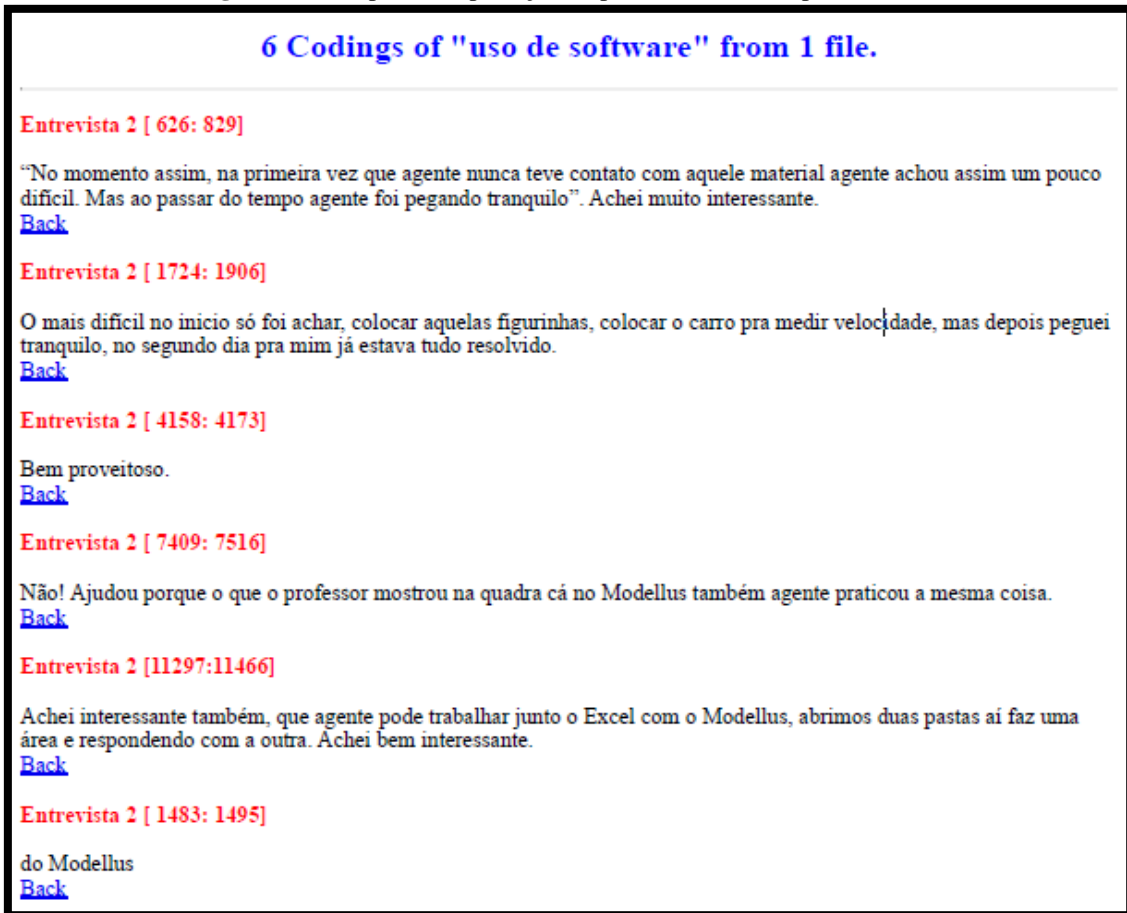 6 Codings of "uso de software" from 1 file.
Entrevista 2 [ 626: 829]
“No momento assim, na primeira vez que agente nunca teve contato com aquele material agente achou assim um pouco
difícil. Mas ao passar do tempo agente foi pegando tranquilo”. Achei muito interessante.
Back
Entrevista 2 [ 1724: 1906]
O mais difícil no inicio só foi achar, colocar aquelas figurinhas, colocar o carro pra medir velocidade, mas depois peguei
tranquilo, no segundo dia pra mim já estava tudo resolvido.
Back
Entrevista 2 [ 4158: 4173]
Bem proveitoso.
Back
Entrevista 2 [ 7409: 7516]
Não! Ajudou porque o que o professor mostrou na quadra cá no Modellus também agente praticou a mesma coisa.
Back
Entrevista 2 [11297:11466]
Achei interessante também, que agente pode trabalhar junto o Excel com o Modellus, abrimos duas pastas aí faz uma
área e respondendo com a outra. Achei bem interessante.
Back
Entrevista 2 [ 1483: 1495]
do Modellus
Back